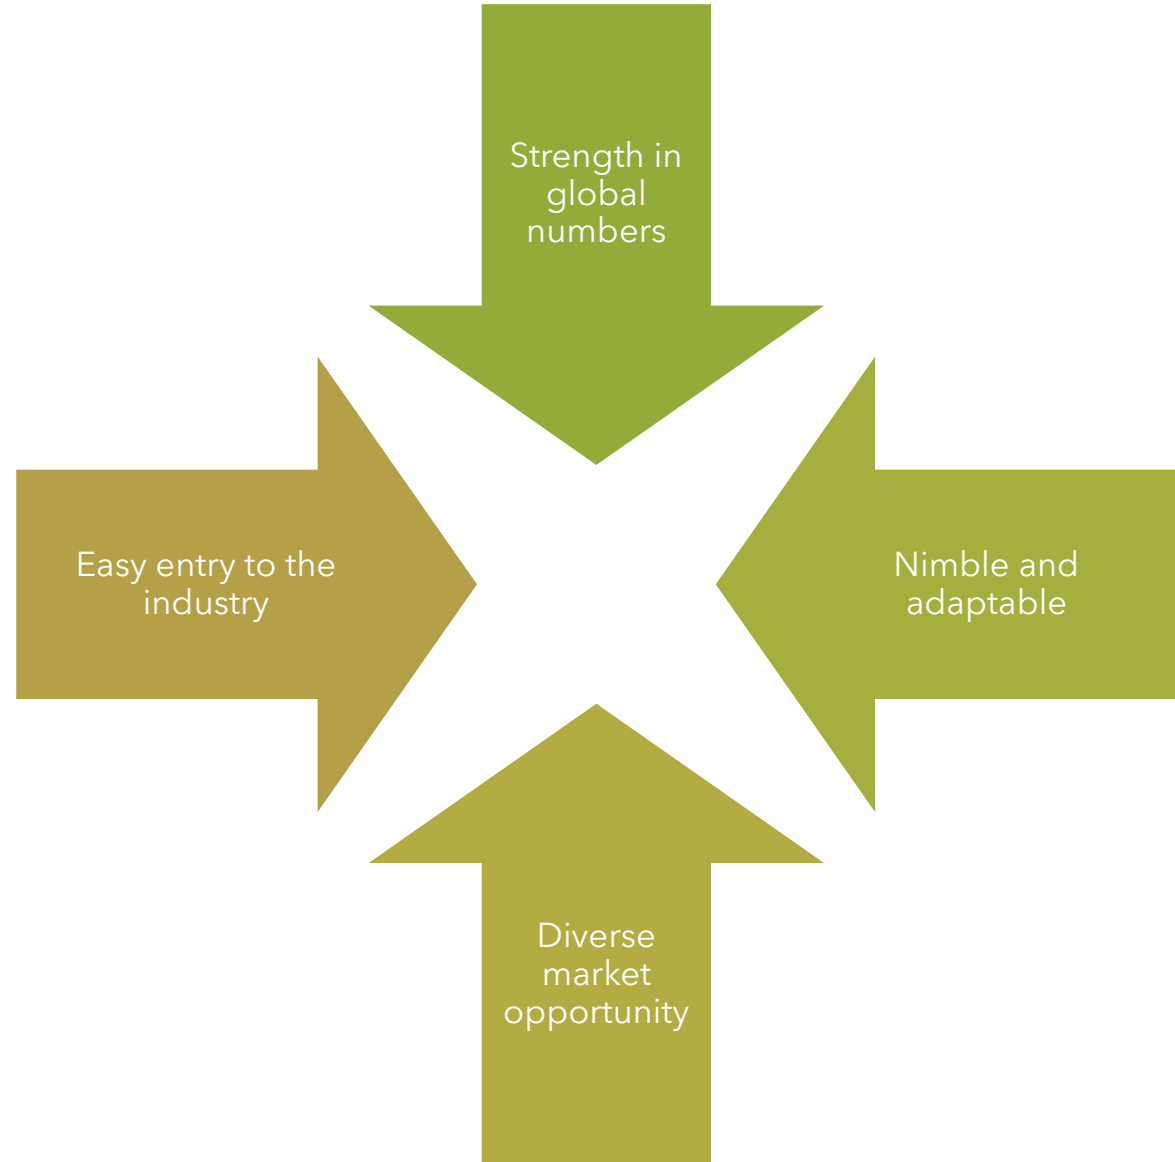 Strength in
global
numbers
Easy entry to the
industry
Nimble and
adaptable
Diverse
market
opportunity